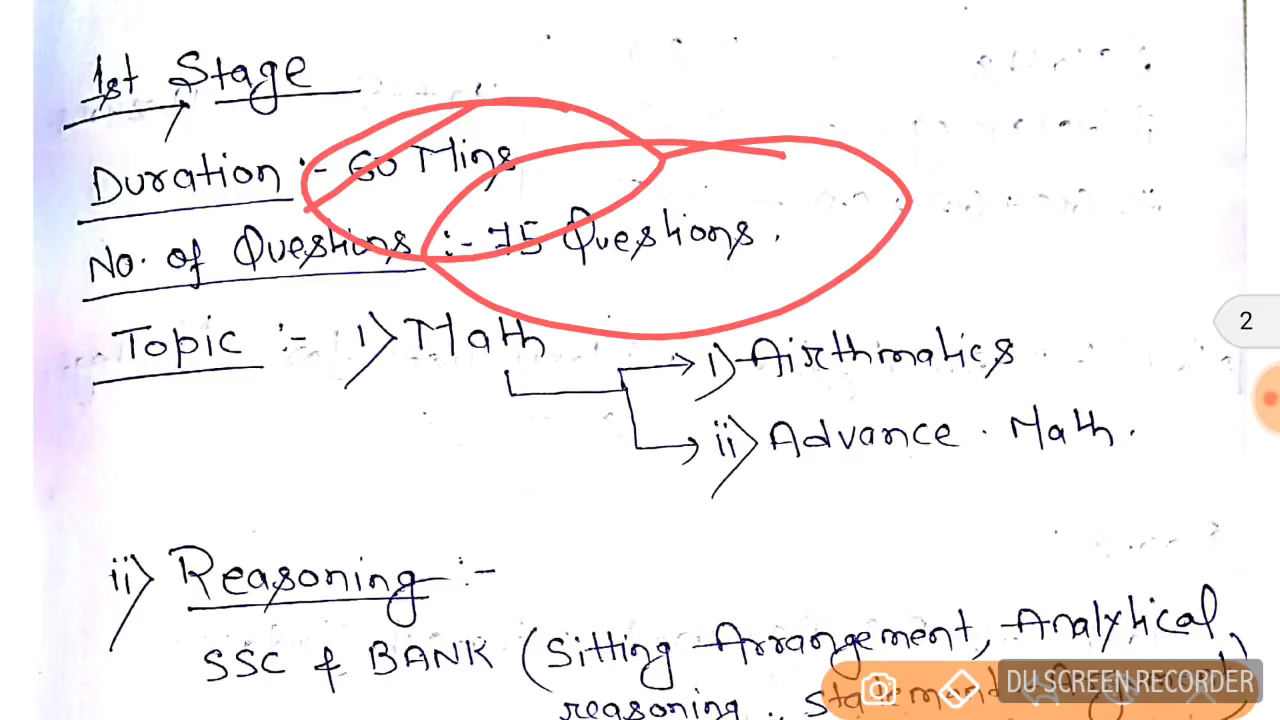 1st Stage
Duration :- 60 Mins
No. of Questions :- 75 Questions.
Topic :- i) Math
i) Airthmatics
ii) Advance Math.
ii) Reasoning :-
SSC & BANK (Sitting Arrangement, Analytical
reasoning, statement
2
DU SCREEN RECORDER